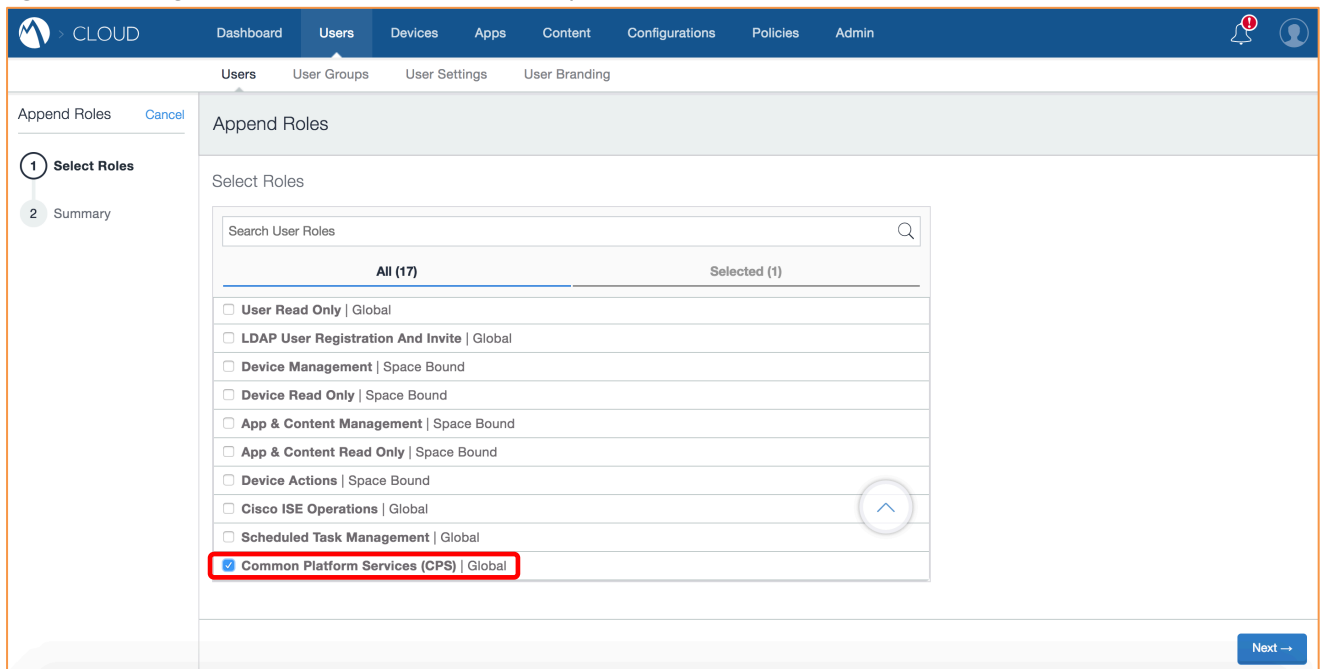 CLOUD
Dashboard Users Devices Apps Content Configurations Policies Admin
Users User Groups User Settings User Branding
Append Roles Cancel
1 Select Roles
2 Summary
Append Roles
Select Roles
Search User Roles
All (17) Selected (1)
User Read Only | Global
LDAP User Registration And Invite | Global
Device Management | Space Bound
Device Read Only | Space Bound
App & Content Management | Space Bound
App & Content Read Only | Space Bound
Device Actions | Space Bound
Cisco ISE Operations | Global
Scheduled Task Management | Global
Common Platform Services (CPS) | Global
Next →